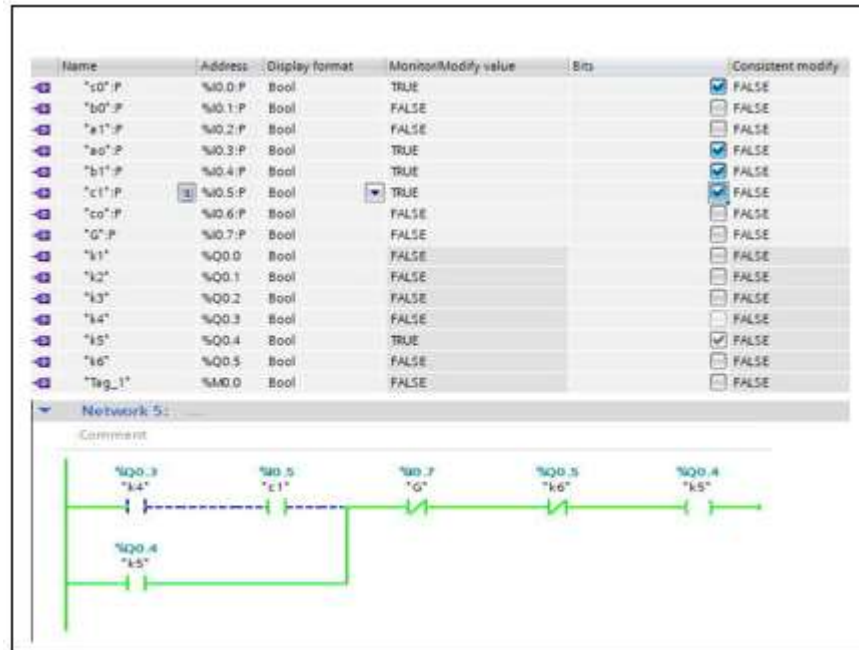 Name Address Display format Monitor/Modify value Bits Consistent modify
"s0":P %I0.0:P Bool TRUE FALSE
"b0":P %I0.1:P Bool FALSE FALSE
"a1":P %I0.2:P Bool FALSE FALSE
"ao":P %I0.3:P Bool TRUE FALSE
"b1":P %I0.4:P Bool TRUE FALSE
"c1":P %I0.5:P Bool TRUE FALSE
"co":P %I0.6:P Bool FALSE FALSE
"G":P %I0.7:P Bool FALSE FALSE
"k1" %Q0.0 Bool FALSE FALSE
"k2" %Q0.1 Bool FALSE FALSE
"k3" %Q0.2 Bool FALSE FALSE
"k4" %Q0.3 Bool FALSE FALSE
"k5" %Q0.4 Bool TRUE FALSE
"k6" %Q0.5 Bool FALSE FALSE
"Tag_1" %M0.0 Bool FALSE FALSE
Network 5: .....
Comment
%Q0.3 %I0.5 %I0.7 %Q0.5 %Q0.4
"k4" "c1" "G" "k6" "k5"
%Q0.4
"k5"